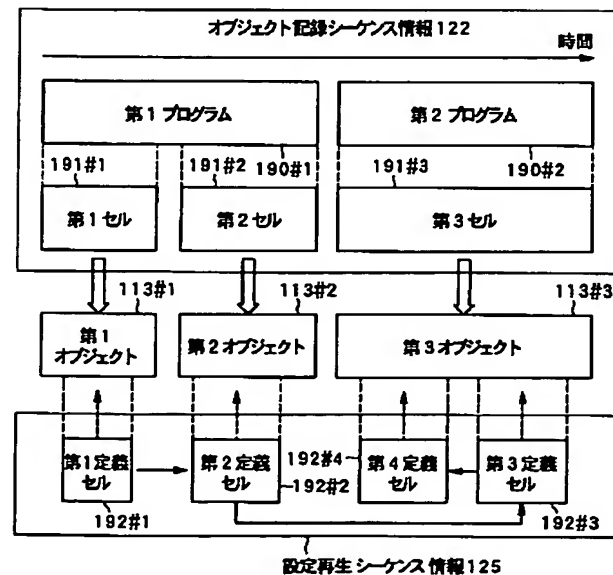 オブジェクト記録シーケンス情報122
時間
第1プログラム
第2プログラム
191#1
191#2
190#1
191#3
190#2
第1セル
第2セル
第3セル
113#1
113#2
113#3
第1
オブジェクト
第2オブジェクト
第3オブジェクト
第1定義
セル
第2定義
セル
192#4
192#2
第4定義
セル
第3定義
セル
192#1
192#3
設定再生シーケンス情報125